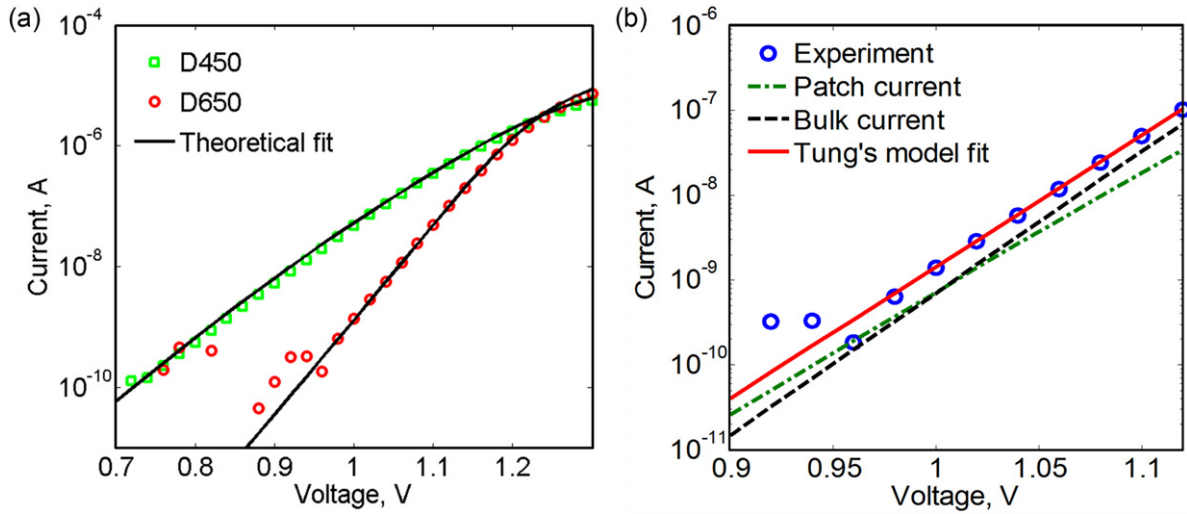 (a)
10^-4
10^-6
10^-8
10^-10
Current, A
D450
D650
Theoretical fit
0.7 0.8 0.9 1 1.1 1.2
Voltage, V
(b)
10^-6
10^-7
10^-8
10^-9
10^-10
10^-11
Current, A
Experiment
Patch current
Bulk current
Tung's model fit
0.9 0.95 1 1.05 1.1
Voltage, V